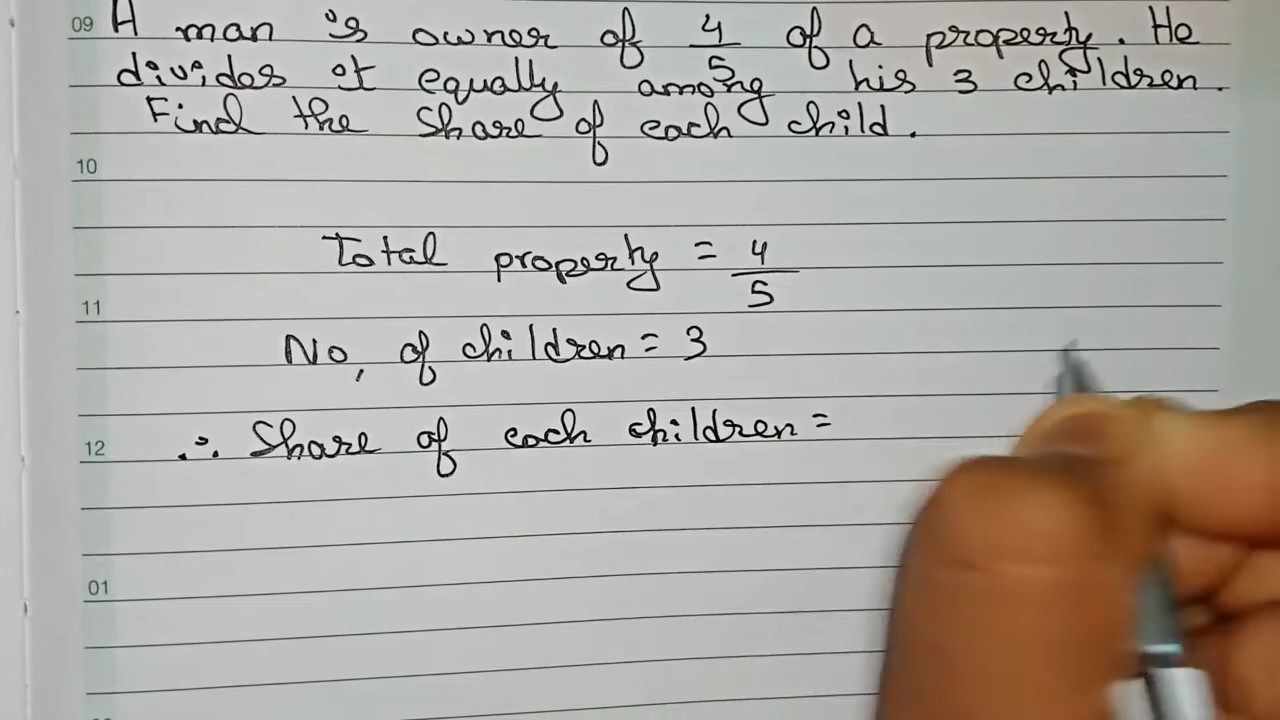 09 A man is owner of 4/5 of a property. He
divides it equally among his 3 children.
Find the share of each child.
10
Total property = 4/5
11
No, of children = 3
12 ∴ Share of each children =
01